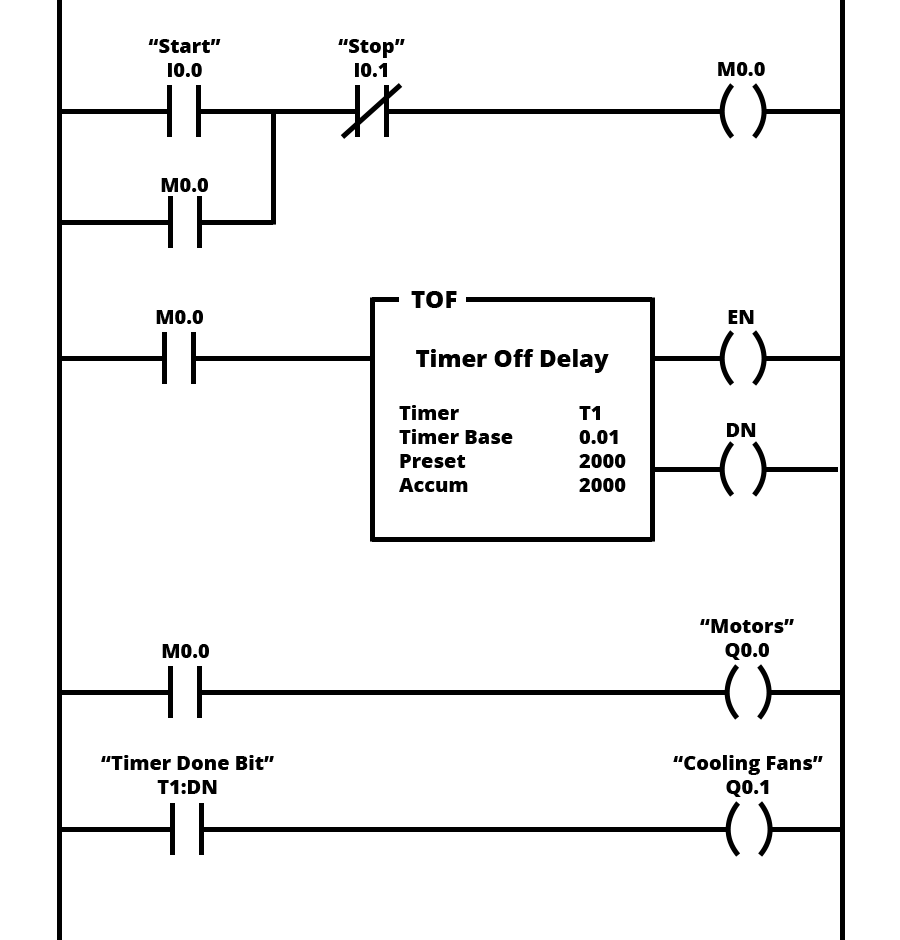 “Start” “Stop”
I0.0 I0.1 M0.0
M0.0
TOF
M0.0 EN
Timer Off Delay
Timer T1
DN
Timer Base 0.01
Preset 2000
Accum 2000
“Motors”
M0.0 Q0.0
“Timer Done Bit” “Cooling Fans”
T1:DN Q0.1